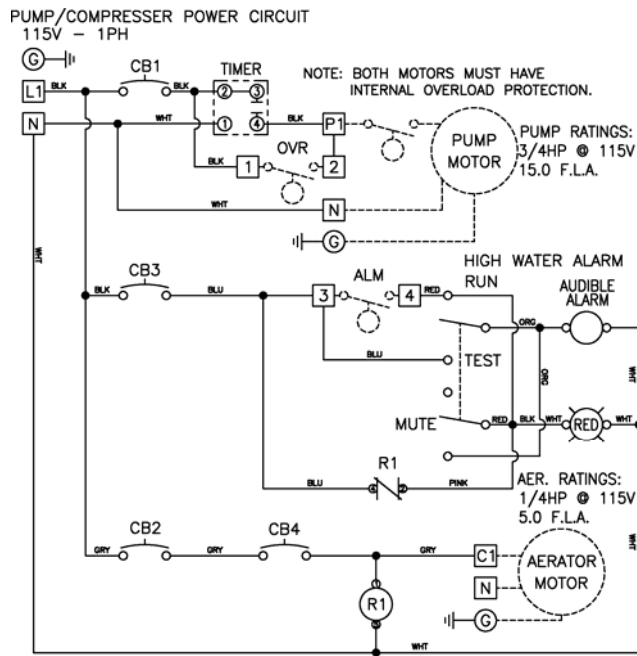 PUMP/COMPRESSER POWER CIRCUIT
115V - 1PH
G
L1
BLK
CB1
BLK
TIMER
2
3
NOTE: BOTH MOTORS MUST HAVE
INTERNAL OVERLOAD PROTECTION.
N
WHT
1
4
BLK
P1
PUMP
MOTOR
PUMP RATINGS:
3/4HP @ 115V
15.0 F.L.A.
BLK
1
OVR
2
WHT
N
G
WHT
CB3
BLK
BLU
3
ALM
4
RED
HIGH WATER ALARM
RUN
AUDIBLE
ALARM
ORG
BLU
TEST
ORG
WHT
MUTE
RED
BLK
WHT
RED
WHT
R1
BLU
4
2
PINK
AER. RATINGS:
1/4HP @ 115V
5.0 F.L.A.
WHT
CB2
GRY
GRY
CB4
GRY
C1
AERATOR
MOTOR
N
R1
G
WHT